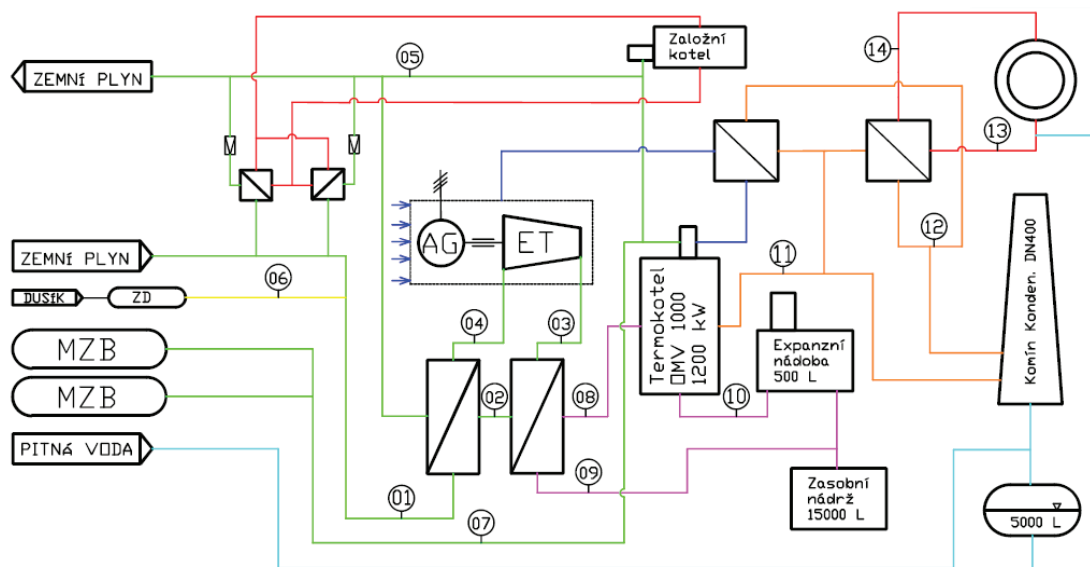 05
ZEMNÍ PLYN
Založní
kotel
14
13
AG
ET
ZEMNÍ PLYN
06
DUSÍK
ZD
12
11
04
03
Termokotel
OMV 1000
1200 kW
Expanzní
nádoba
500 L
Komín Konden. DN400
MZB
MZB
02
08
10
PITNÁ VODA
09
01
07
Zasobní
nádrž
15000 L
5000 L